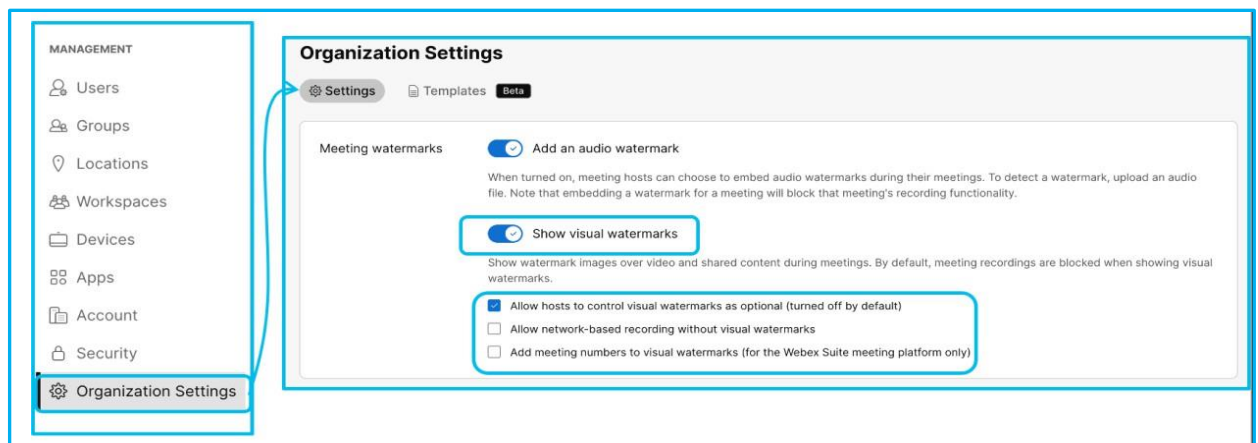 MANAGEMENT
Users
Groups
Locations
Workspaces
Devices
Apps
Account
Security
Organization Settings
Organization Settings
Settings
Templates
Beta
Meeting watermarks
Add an audio watermark
When turned on, meeting hosts can choose to embed audio watermarks during their meetings. To detect a watermark, upload an audio
file. Note that embedding a watermark for a meeting will block that meeting's recording functionality.
Show visual watermarks
Show watermark images over video and shared content during meetings. By default, meeting recordings are blocked when showing visual
watermarks.
Allow hosts to control visual watermarks as optional (turned off by default)
Allow network-based recording without visual watermarks
Add meeting numbers to visual watermarks (for the Webex Suite meeting platform only)